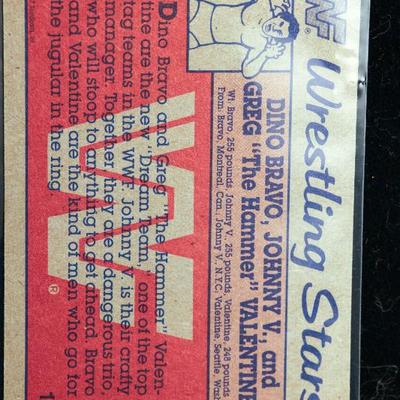 WF Wrestling Stars
DINO BRAVO, JOHNNY V, and
GREG "The Hammer" VALENTINE
Wt: Bravo, 255 pounds, Johnny V, 255 pounds, Valentine, 248 pounds
From: Bravo, Montreal, Can., Johnny V, N.Y.C., Valentine, Seattle, Wash
Dino Bravo and Greg "The Hammer" Valen-
tine are the new "Dream Team," one of the top
tag teams in the WWF. Johnny V. is their crafty
manager. Together, they are a dangerous trio,
who will stoop to anything to get ahead. Bravo
and Valentine are the kind of men who go for
the jugular in the ring.
W
®